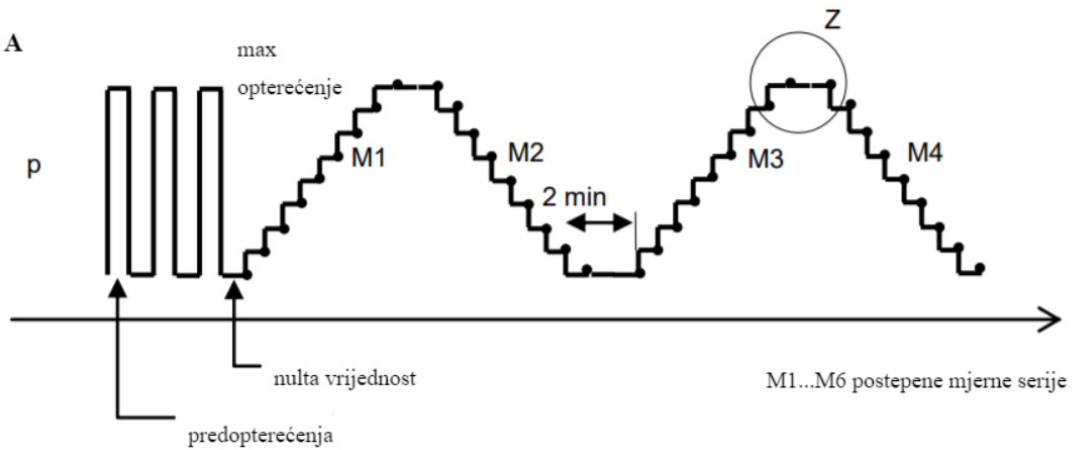 Z
A
max
opterećenje
M1
M2
M3
M4
p
2 min
nulta vrijednost
M1...M6 postepene mjerne serije
predopterećenja